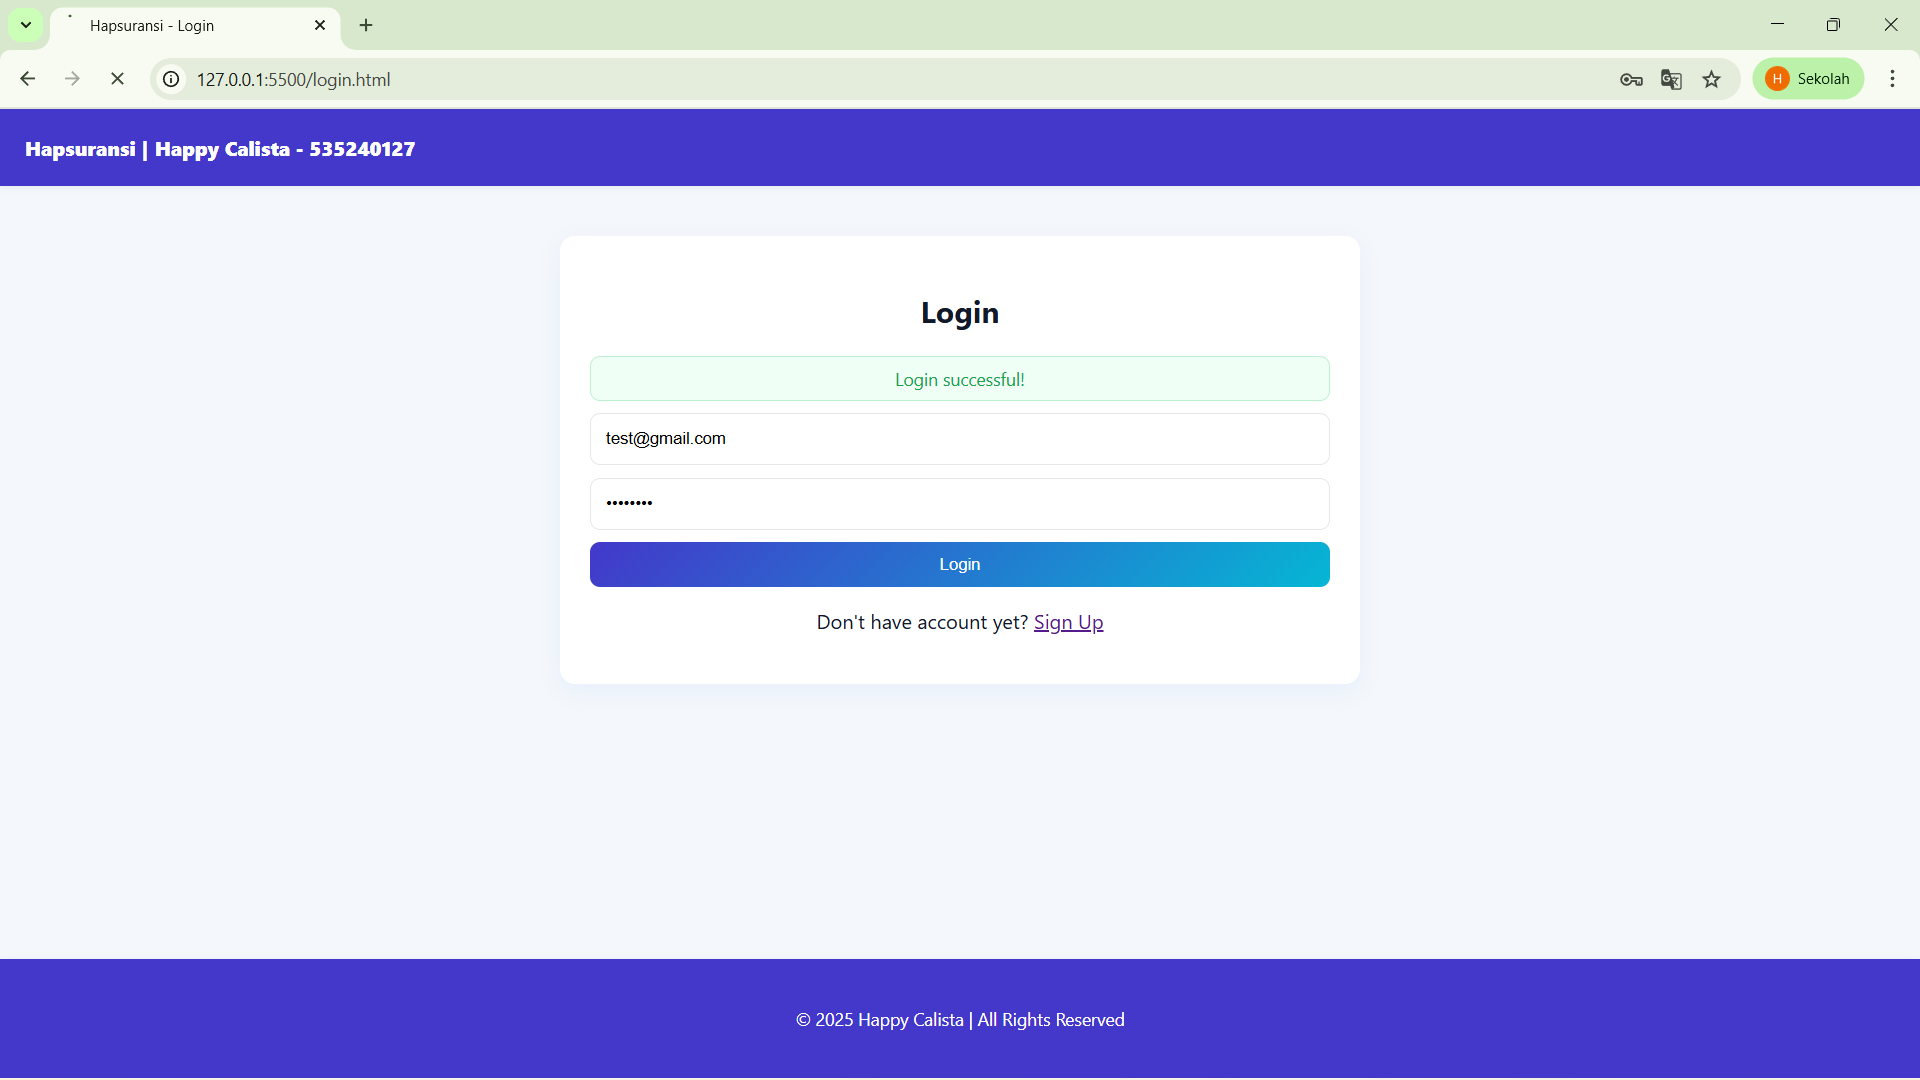 Hapsuransi - Login
127.0.0.1:5500/login.html
H Sekolah
Hapsuransi | Happy Calista - 535240127
Login
Login successful!
test@gmail.com
••••••••
Login
Don't have account yet? Sign Up
© 2025 Happy Calista | All Rights Reserved